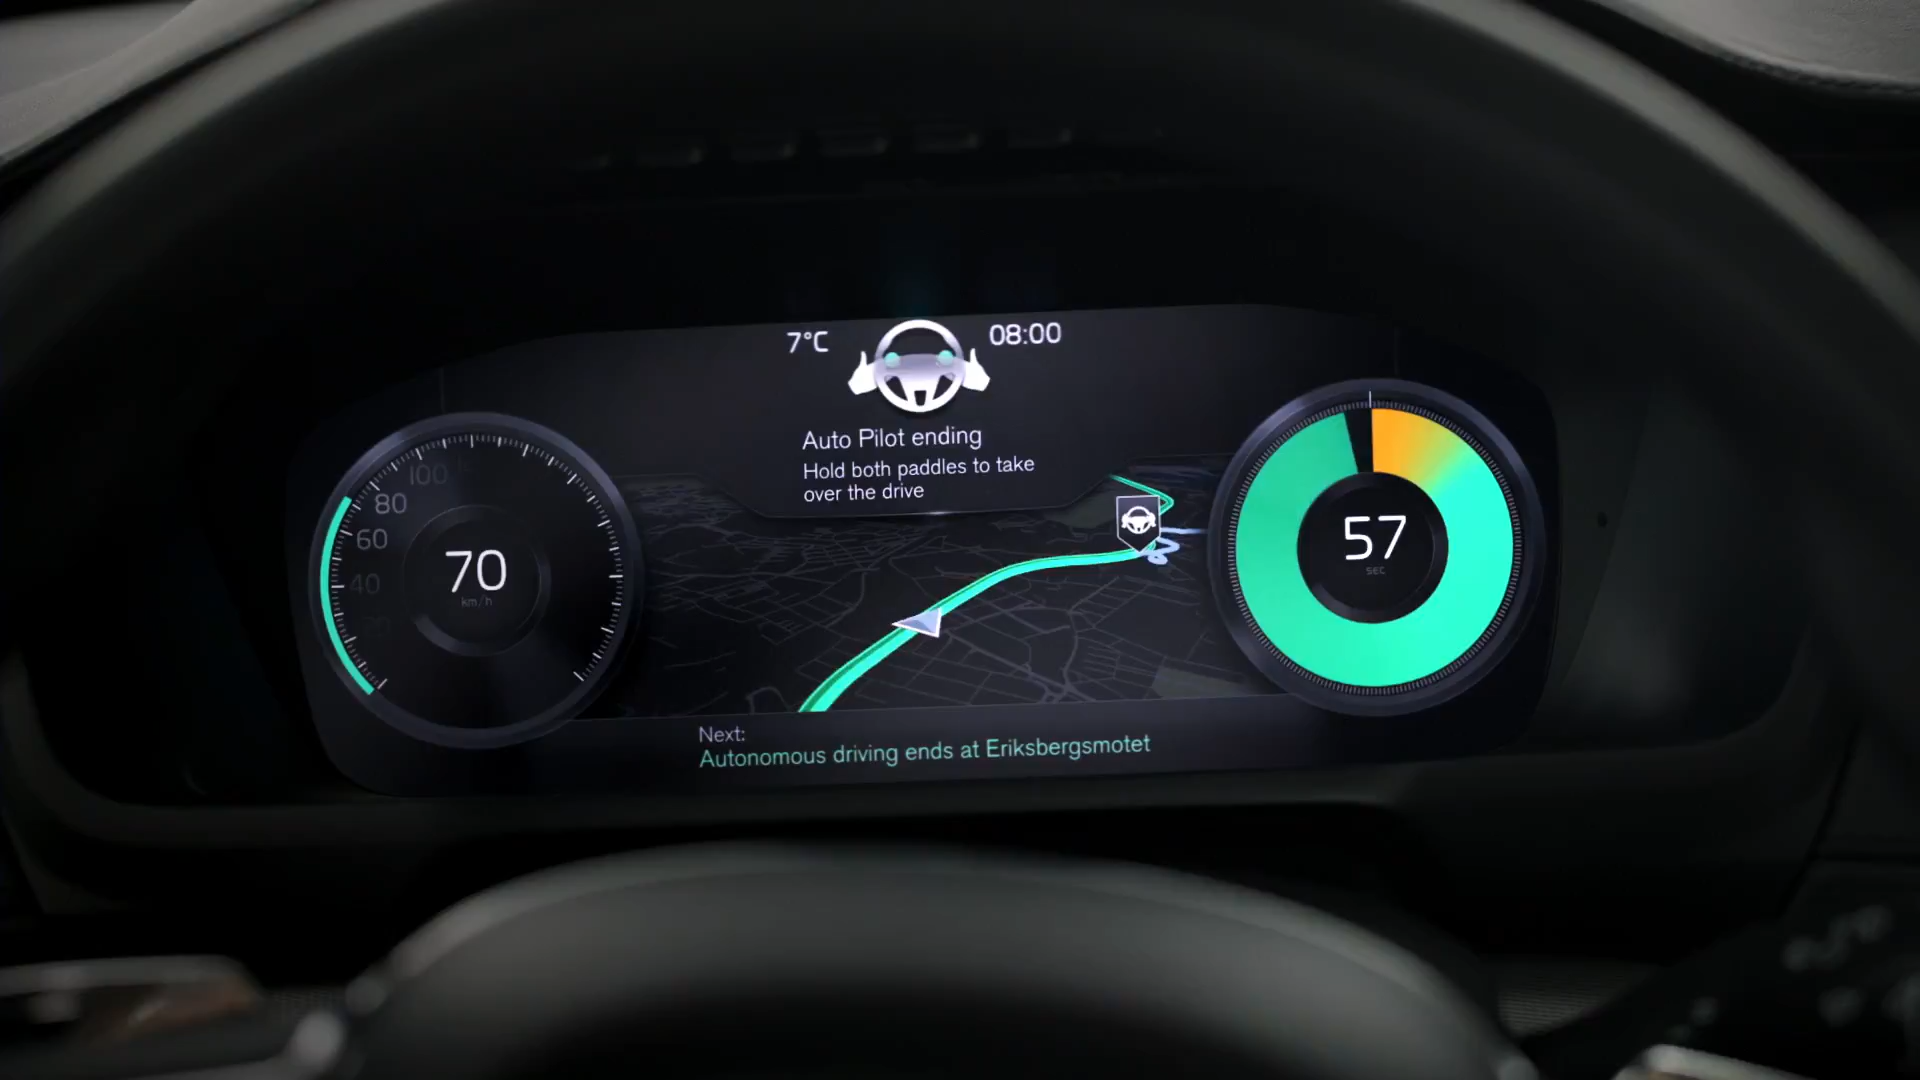 7°C
08:00
Auto Pilot ending
Hold both paddles to take
over the drive
100
80
60
40
20
70
km/h
57
SEC
Next:
Autonomous driving ends at Eriksbergsmotet